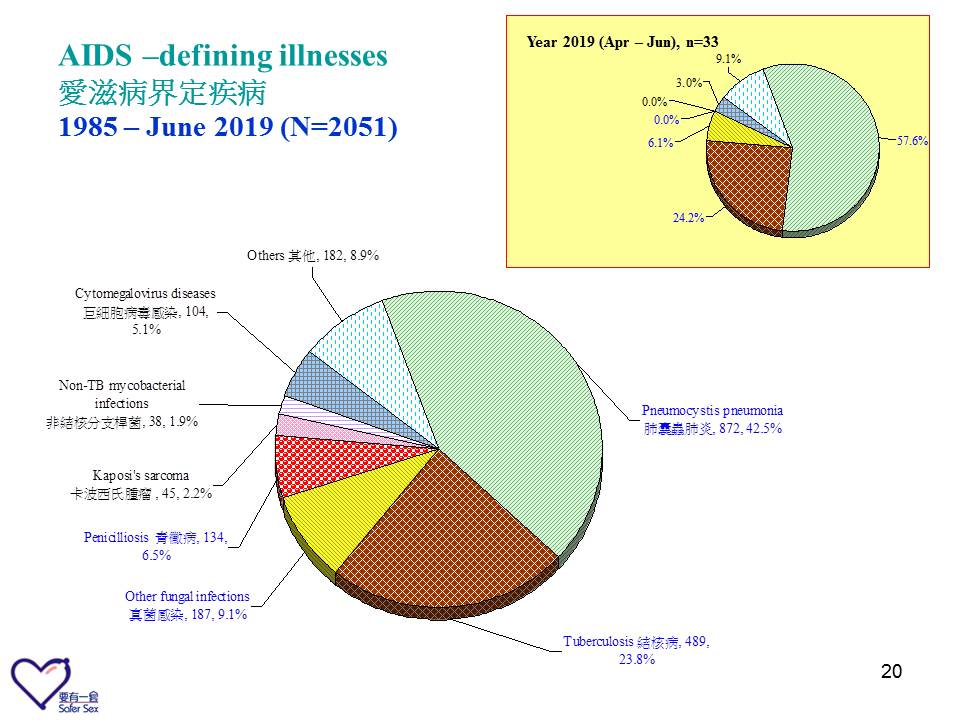 AIDS –defining illnesses
愛滋病界定疾病
1985 – June 2019 (N=2051)
Year 2019 (Apr – Jun), n=33
9.1%
3.0%
0.0%
0.0%
6.1%
57.6%
24.2%
Others 其他, 182, 8.9%
Cytomegalovirus diseases
巨細胞病毒感染, 104,
5.1%
Non-TB mycobacterial
infections
非結核分支桿菌, 38, 1.9%
Kaposi's sarcoma
卡波西氏腫瘤 , 45, 2.2%
Penicilliosis 青黴病, 134,
6.5%
Other fungal infections
真菌感染, 187, 9.1%
Pneumocystis pneumonia
肺囊蟲肺炎, 872, 42.5%
Tuberculosis 結核病, 489,
23.8%
要有一套
Safer Sex
20